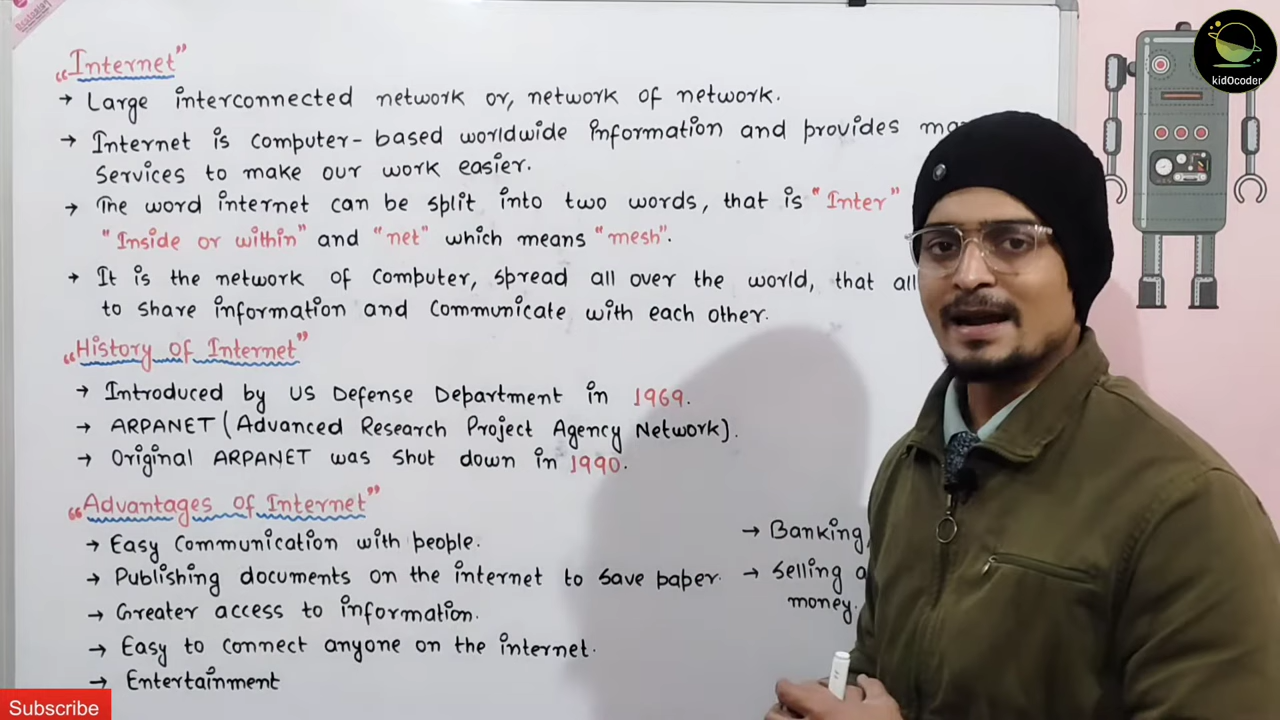 "Internet"
→ Large interconnected network or, network of network.
→ Internet is computer-based worldwide information and provides
services to make our work easier.
→ The word internet can be split into two words, that is "Inter"
"Inside or within" and "net" which means "mesh".
→ It is the network of computer, spread all over the world, that
to share information and communicate with each other.
"History of Internet"
→ Introduced by US Defense Department in 1969.
→ ARPANET (Advanced Research Project Agency Network).
→ Original ARPANET was shut down in 1990.
"Advantages of Internet"
→ Easy communication with people.
→ Publishing documents on the internet to save paper.
→ Greater access to information.
→ Easy to connect anyone on the internet.
→ Entertainment
→ Banking,
→ Selling
money.
kid0coder
Subscribe